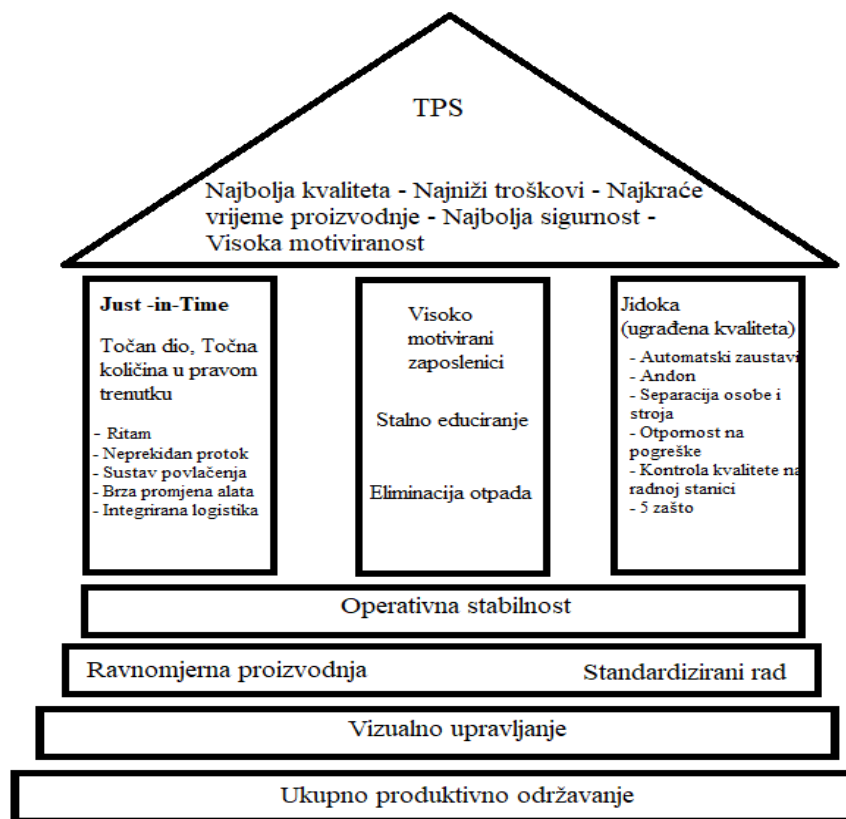 TPS
Najbolja kvaliteta - Najniži troškovi - Najkraće
vrijeme proizvodnje - Najbolja sigurnost -
Visoka motiviranost
Just -in-Time
Točan dio, Točna
količina u pravom
trenutku
- Ritam
- Neprekidan protok
- Sustav povlačenja
- Brza promjena alata
- Integrirana logistika
Visoko
motivirani
zaposlenici
Stalno educiranje
Eliminacija otpada
Jidoka
(ugrađena kvaliteta)
- Automatski zaustavi
- Andon
- Separacija osobe i
stroja
- Otpornost na
pogreške
- Kontrola kvalitete na
radnoj stanici
- 5 zašto
Operativna stabilnost
Ravnomjerna proizvodnja
Standardizirani rad
Vizualno upravljanje
Ukupno produktivno održavanje